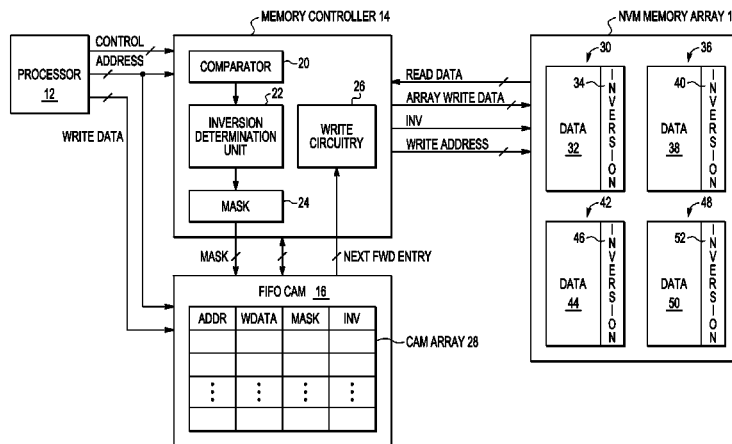 MEMORY CONTROLLER 14
NVM MEMORY ARRAY 1
PROCESSOR
12
CONTROL
ADDRESS
WRITE DATA
COMPARATOR
20
22
INVERSION
DETERMINATION
UNIT
MASK
24
26
WRITE
CIRCUITRY
READ DATA
ARRAY WRITE DATA
INV
WRITE ADDRESS
30
34
DATA
32
INVERSION
36
40
DATA
38
INVERSION
42
46
DATA
44
INVERSION
48
52
DATA
50
INVERSION
MASK
NEXT FWD ENTRY
FIFO CAM 16
ADDR WDATA MASK INV
CAM ARRAY 28